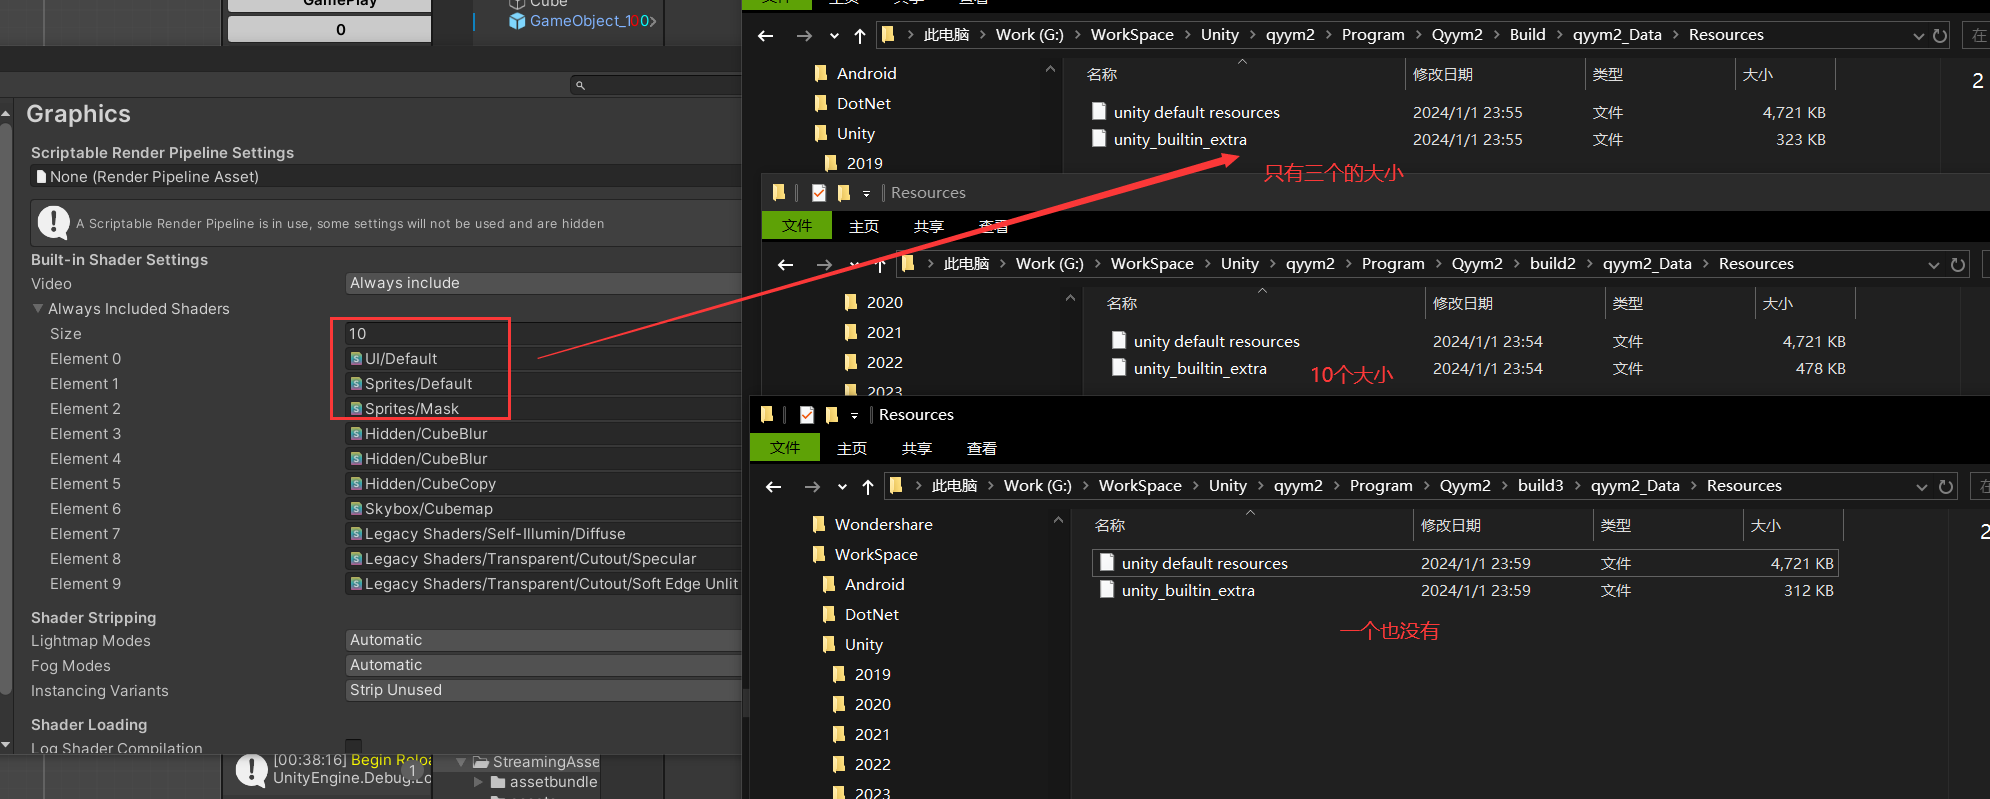 GamePlay
0
Cube
GameObject_100
Graphics
Scriptable Render Pipeline Settings
None (Render Pipeline Asset)
A Scriptable Render Pipeline is in use, some settings will not be used and are hidden
Built-in Shader Settings
Video Always include
Always Included Shaders
Size 10
Element 0 UI/Default
Element 1 Sprites/Default
Element 2 Sprites/Mask
Element 3 Hidden/CubeBlur
Element 4 Hidden/CubeBlur
Element 5 Hidden/CubeCopy
Element 6 Skybox/Cubemap
Element 7 Legacy Shaders/Self-Illumin/Diffuse
Element 8 Legacy Shaders/Transparent/Cutout/Specular
Element 9 Legacy Shaders/Transparent/Cutout/Soft Edge Unlit
Shader Stripping
Lightmap Modes Automatic
Fog Modes Automatic
Instancing Variants Strip Unused
Shader Loading
Log Shader Compilation
[00:38:16] Begin Reloa
UnityEngine.Debug:Lo
1
StreamingAsse
assetbundle
文件 主页 共享 查看
此电脑 > Work (G:) > WorkSpace > Unity > qyym2 > Program > Qyym2 > Build > qyym2_Data > Resources
在
Android
DotNet
Unity
2019
名称 修改日期 类型 大小
2
unity default resources 2024/1/1 23:55 文件 4,721 KB
unity_builtin_extra 2024/1/1 23:55 文件 323 KB
只有三个的大小
Resources
文件 主页 共享 查看
此电脑 > Work (G:) > WorkSpace > Unity > qyym2 > Program > Qyym2 > build2 > qyym2_Data > Resources
2020
2021
2022
2023
名称 修改日期 类型 大小
unity default resources 2024/1/1 23:54 文件 4,721 KB
unity_builtin_extra 2024/1/1 23:54 文件 478 KB
10个大小
Resources
文件 主页 共享 查看
此电脑 > Work (G:) > WorkSpace > Unity > qyym2 > Program > Qyym2 > build3 > qyym2_Data > Resources
Wondershare
WorkSpace
Android
DotNet
Unity
2019
2020
2021
2022
2023
名称 修改日期 类型 大小
2
unity default resources 2024/1/1 23:59 文件 4,721 KB
unity_builtin_extra 2024/1/1 23:59 文件 312 KB
一个也没有